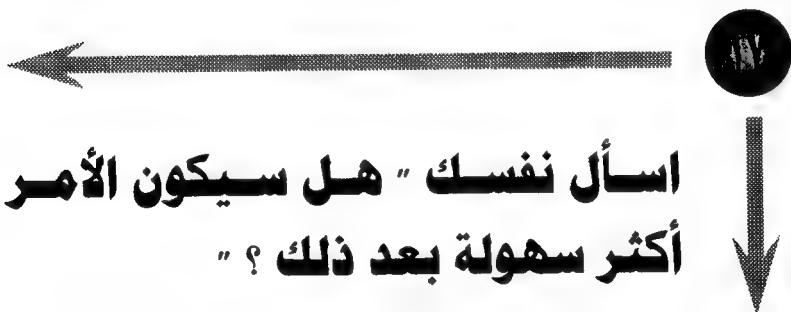 اسأل نفسك " هل سيكون الأمر
أكثر سهولة بعد ذلك ؟ "